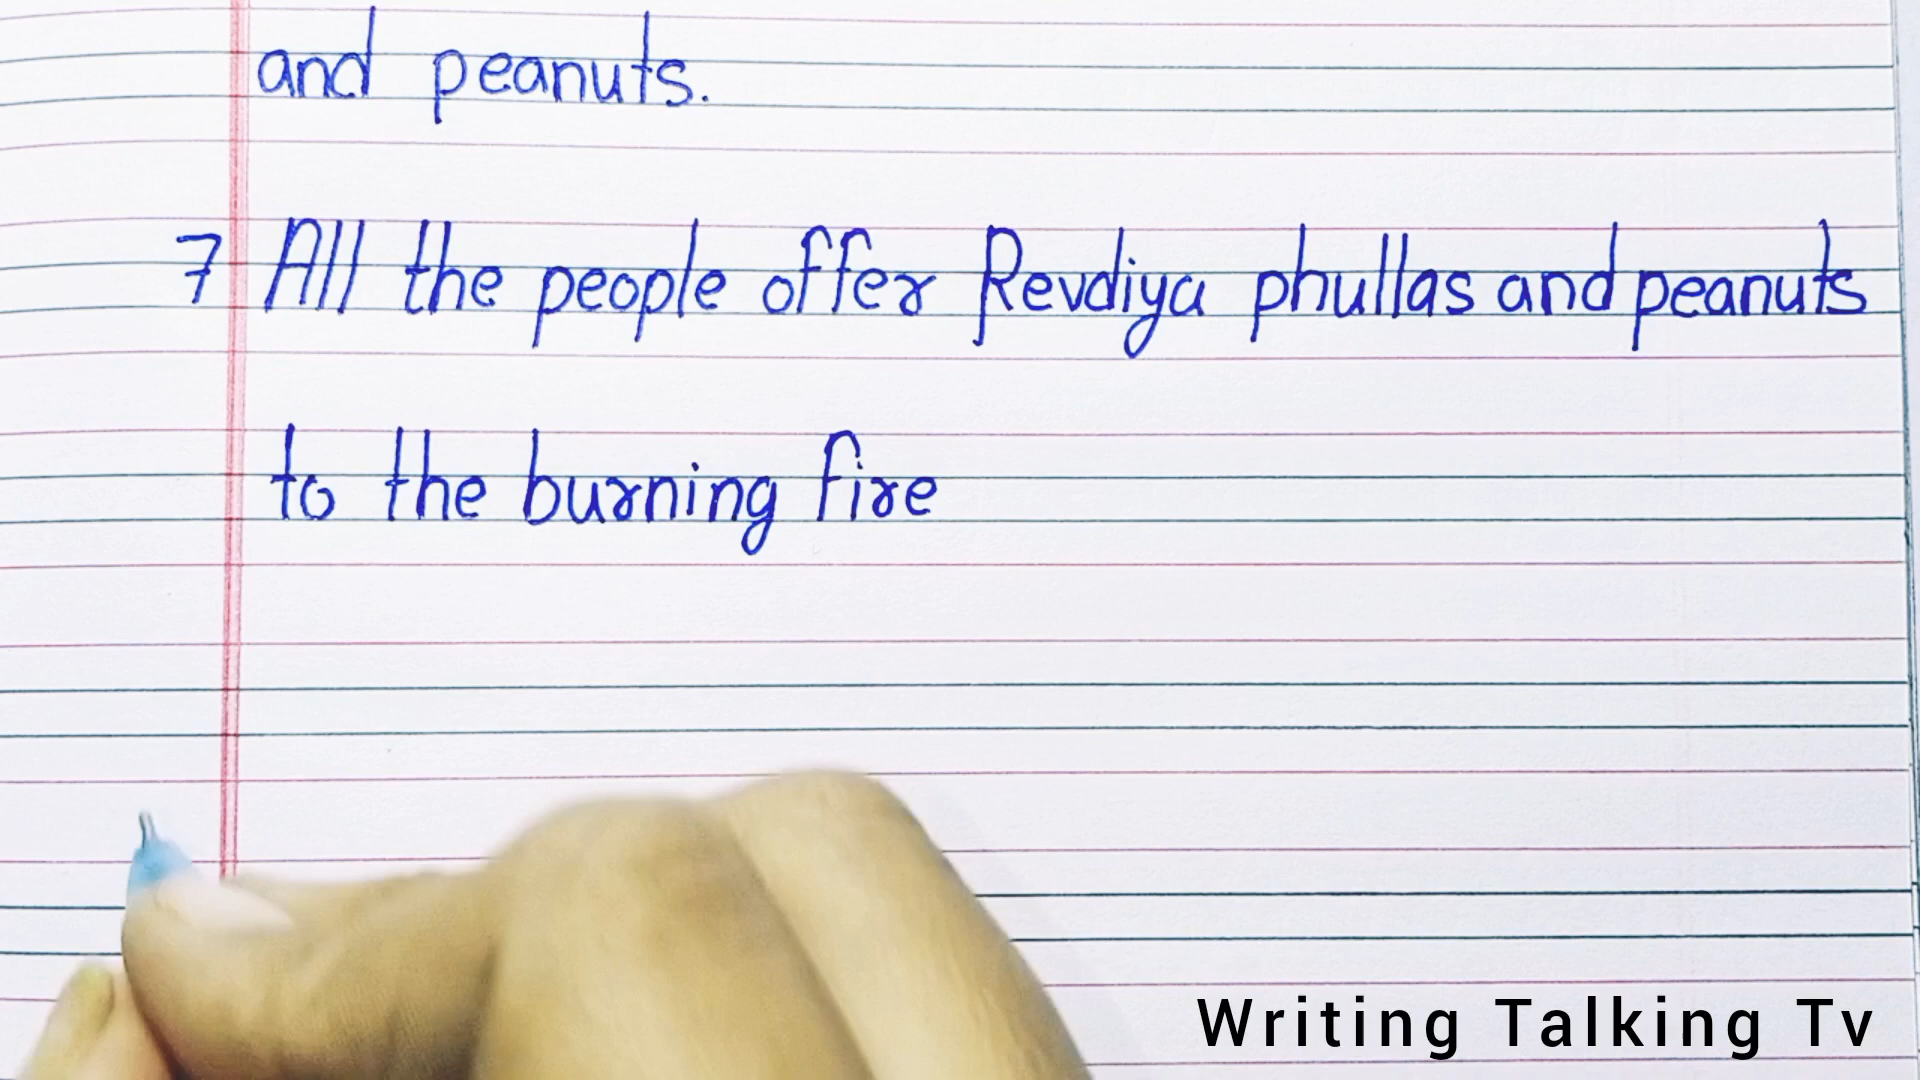 and peanuts.
7 All the people offer Revdiya phullas and peanuts
to the burning fire
Writing Talking Tv